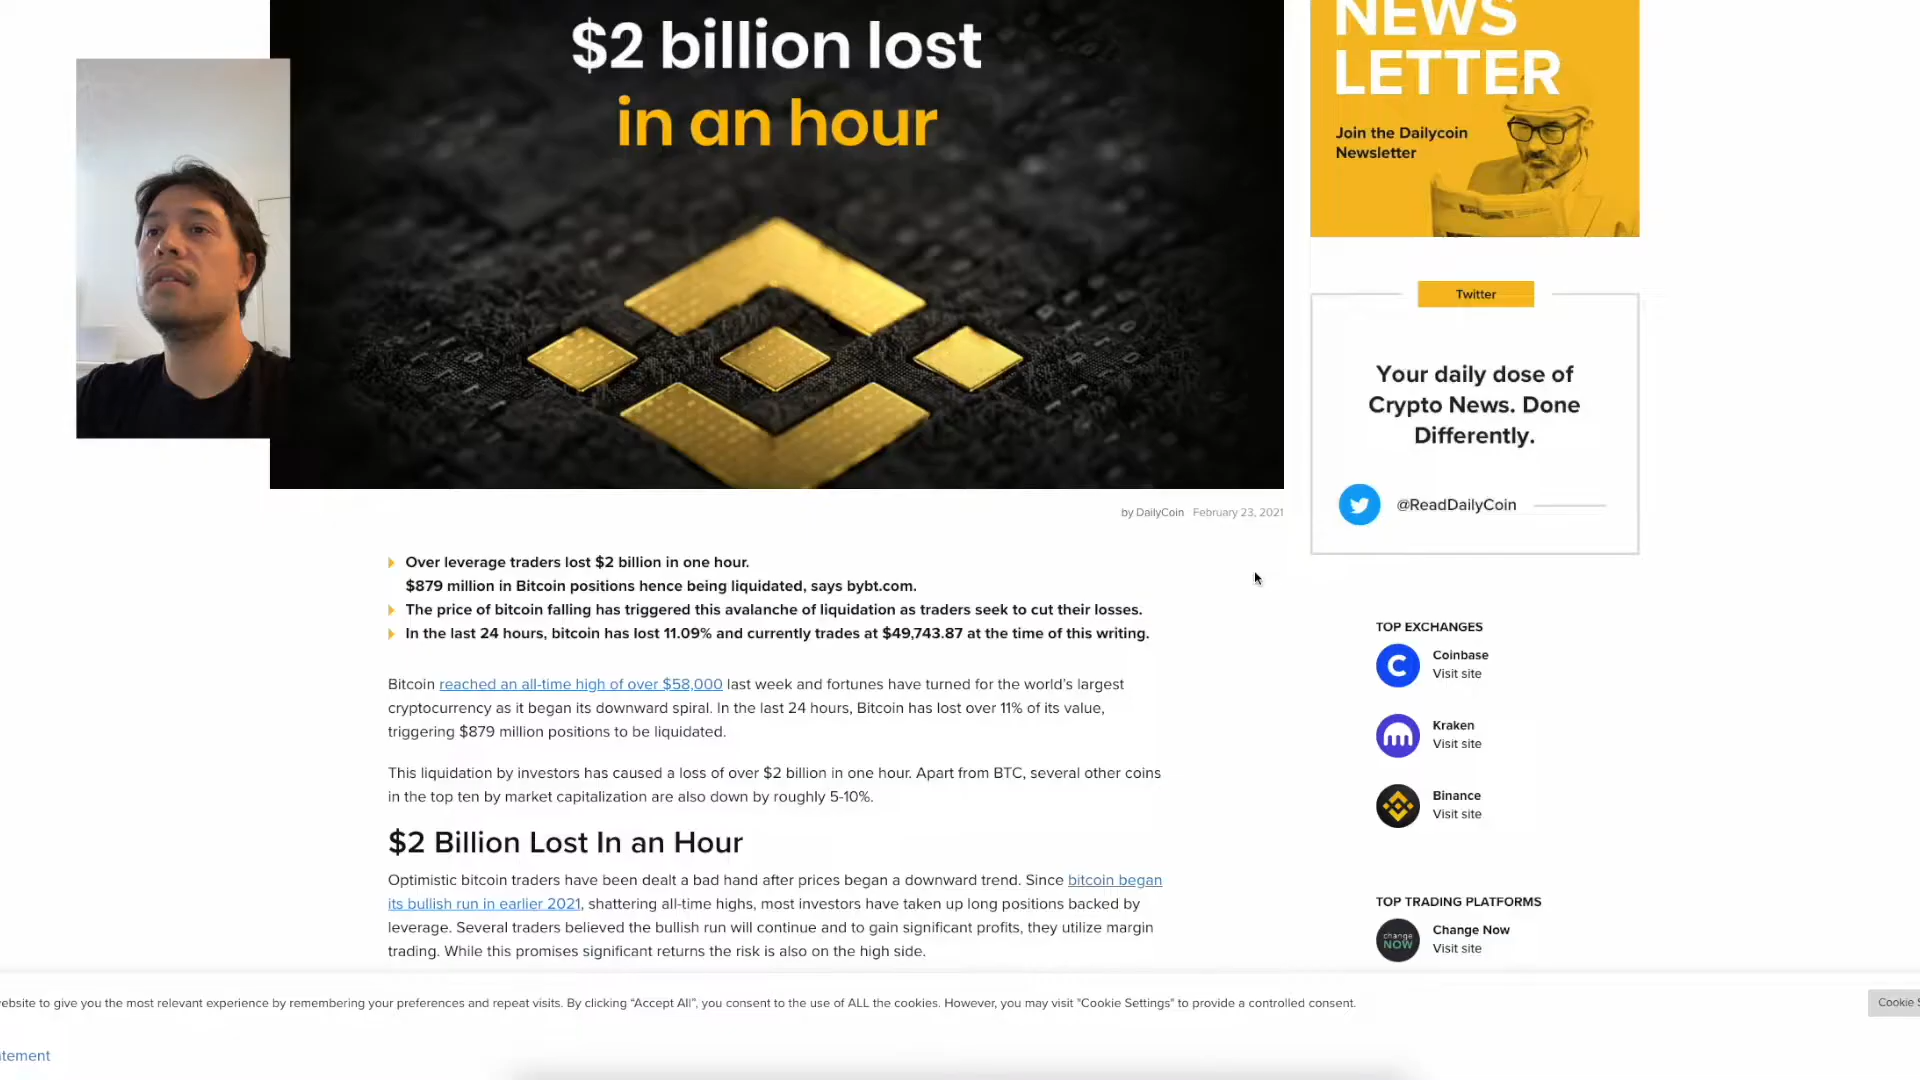 $2 billion lost
in an hour
NEWS
LETTER
Join the Dailycoin
Newsletter
Twitter
Your daily dose of
Crypto News. Done
Differently.
@ReadDailyCoin
by DailyCoin February 23, 2021
Over leverage traders lost $2 billion in one hour.
$879 million in Bitcoin positions hence being liquidated, says bybt.com.
The price of bitcoin falling has triggered this avalanche of liquidation as traders seek to cut their losses.
In the last 24 hours, bitcoin has lost 11.09% and currently trades at $49,743.87 at the time of this writing.
Bitcoin reached an all-time high of over $58,000 last week and fortunes have turned for the world's largest
cryptocurrency as it began its downward spiral. In the last 24 hours, Bitcoin has lost over 11% of its value,
triggering $879 million positions to be liquidated.
This liquidation by investors has caused a loss of over $2 billion in one hour. Apart from BTC, several other coins
in the top ten by market capitalization are also down by roughly 5-10%.
$2 Billion Lost In an Hour
Optimistic bitcoin traders have been dealt a bad hand after prices began a downward trend. Since bitcoin began
its bullish run in earlier 2021, shattering all-time highs, most investors have taken up long positions backed by
leverage. Several traders believed the bullish run will continue and to gain significant profits, they utilize margin
trading. While this promises significant returns the risk is also on the high side.
TOP EXCHANGES
Coinbase
Visit site
Kraken
Visit site
Binance
Visit site
TOP TRADING PLATFORMS
change
NOW
Change Now
Visit site
ebsite to give you the most relevant experience by remembering your preferences and repeat visits. By clicking “Accept All”, you consent to the use of ALL the cookies. However, you may visit "Cookie Settings" to provide a controlled consent.
Cookie S
tement